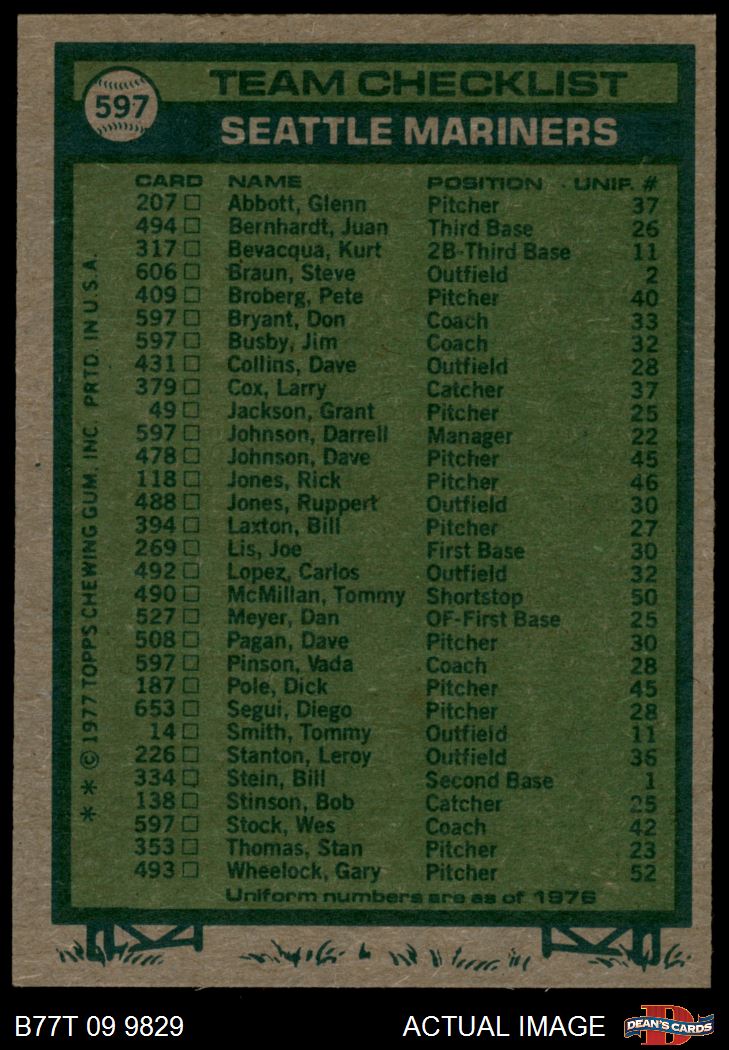 597
TEAM CHECKLIST
SEATTLE MARINERS
CARD NAME POSITION UNIF. #
207 Abbott, Glenn Pitcher 37
494 Bernhardt, Juan Third Base 26
317 Bevacqua, Kurt 2B-Third Base 11
606 Braun, Steve Outfield 2
409 Broberg, Pete Pitcher 40
597 Bryant, Don Coach 33
597 Busby, Jim Coach 32
431 Collins, Dave Outfield 28
379 Cox, Larry Catcher 37
49 Jackson, Grant Pitcher 25
597 Johnson, Darrell Manager 22
478 Johnson, Dave Pitcher 45
118 Jones, Rick Pitcher 46
488 Jones, Ruppert Outfield 30
394 Laxton, Bill Pitcher 27
269 Lis, Joe First Base 30
492 Lopez, Carlos Outfield 32
490 McMillan, Tommy Shortstop 50
527 Meyer, Dan OF-First Base 25
508 Pagan, Dave Pitcher 30
597 Pinson, Vada Coach 28
187 Pole, Dick Pitcher 45
653 Segui, Diego Pitcher 28
14 Smith, Tommy Outfield 11
226 Stanton, Leroy Outfield 36
334 Stein, Bill Second Base 1
138 Stinson, Bob Catcher 25
597 Stock, Wes Coach 42
353 Thomas, Stan Pitcher 23
493 Wheelock, Gary Pitcher 52
Uniform numbers are as of 1976
* * © 1977 TOPPS CHEWING GUM, INC. PRTD. IN U.S.A.
B77T 09 9829 ACTUAL IMAGE
D
DEAN'S CARDS